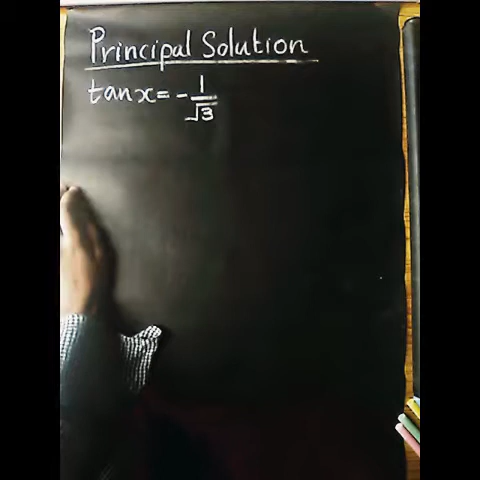 Principal Solution
tan x = - 1/√3